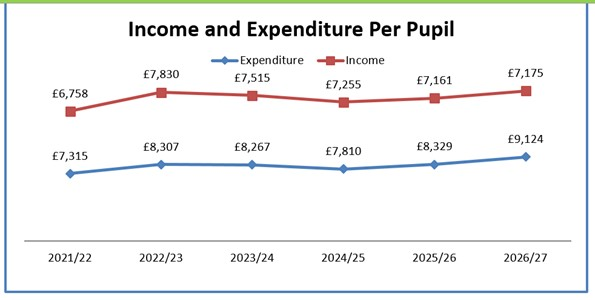 Income and Expenditure Per Pupil
Expenditure Income
£6,758 £7,830 £7,515 £7,255 £7,161 £7,175
£7,315 £8,307 £8,267 £7,810 £8,329 £9,124
2021/22 2022/23 2023/24 2024/25 2025/26 2026/27